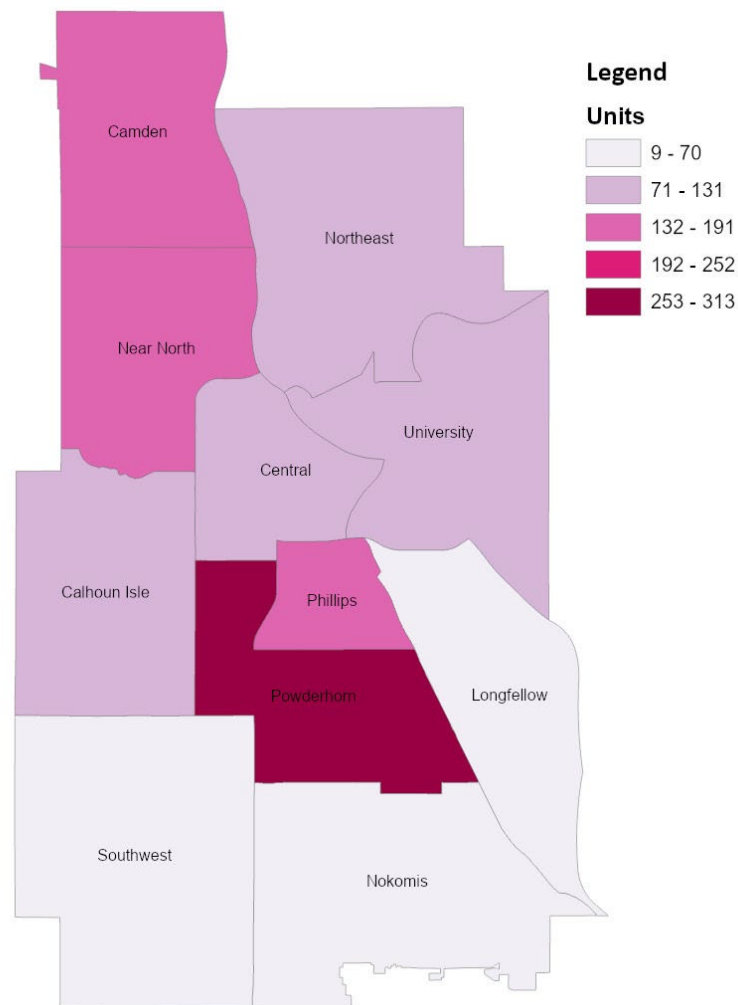 Legend
Units
9 - 70
71 - 131
132 - 191
192 - 252
253 - 313
Camden
Northeast
Near North
University
Central
Calhoun Isle
Phillips
Powderhorn
Longfellow
Southwest
Nokomis